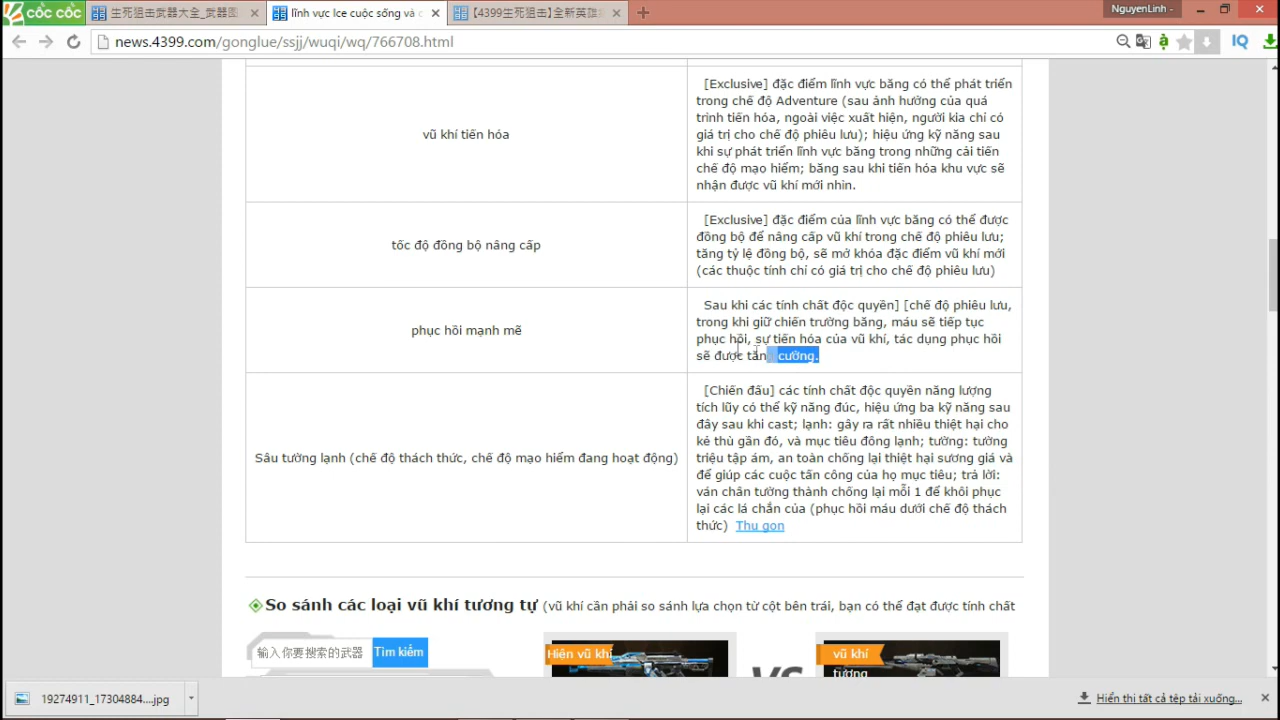 CỐC CỐC
生死狙击武器大全_武器图
lĩnh vực Ice cuộc sống và c
【4399生死狙击】全新英雄级
NguyenLinh -
news.4399.com/gonglue/ssjj/wuqi/wq/766708.html
IQ
vũ khí tiến hóa
[Exclusive] đặc điểm lĩnh vực băng có thể phát triển
trong chế độ Adventure (sau ảnh hưởng của quá
trình tiến hóa, ngoài việc xuất hiện, người kia chỉ có
giá trị cho chế độ phiêu lưu); hiệu ứng kỹ năng sau
khi sự phát triển lĩnh vực băng trong những cải tiến
chế độ mạo hiểm; băng sau khi tiến hóa khu vực sẽ
nhận được vũ khí mới nhìn.
tốc độ đồng bộ nâng cấp
[Exclusive] đặc điểm của lĩnh vực băng có thể được
đồng bộ để nâng cấp vũ khí trong chế độ phiêu lưu;
tăng tỷ lệ đồng bộ, sẽ mở khóa đặc điểm vũ khí mới
(các thuộc tính chỉ có giá trị cho chế độ phiêu lưu)
phục hồi mạnh mẽ
Sau khi các tính chất độc quyền] [chế độ phiêu lưu,
trong khi giữ chiến trường băng, máu sẽ tiếp tục
phục hồi, sự tiến hóa của vũ khí, tác dụng phục hồi
sẽ được tăng cường.
Sâu tường lạnh (chế độ thách thức, chế độ mạo hiểm đang hoạt động)
[Chiến đấu] các tính chất độc quyền năng lượng
tích lũy có thể kỹ năng đúc, hiệu ứng ba kỹ năng sau
đây sau khi cast; lạnh: gây ra rất nhiều thiệt hại cho
kẻ thù gần đó, và mục tiêu đông lạnh; tường: tường
triệu tập ám, an toàn chống lại thiệt hại sương giá và
để giúp các cuộc tấn công của họ mục tiêu; trả lời:
ván chân tường thành chống lại mỗi 1 để khôi phục
lại các lá chắn của (phục hồi máu dưới chế độ thách
thức) Thu gọn
So sánh các loại vũ khí tương tự (vũ khí cần phải so sánh lựa chọn từ cột bên trái, bạn có thể đạt được tính chất
输入你要搜索的武器
Tìm kiếm
Hiện vũ khí
VS
vũ khí
tương
19274911_17304884....jpg
Hiển thị tất cả tệp tải xuống...